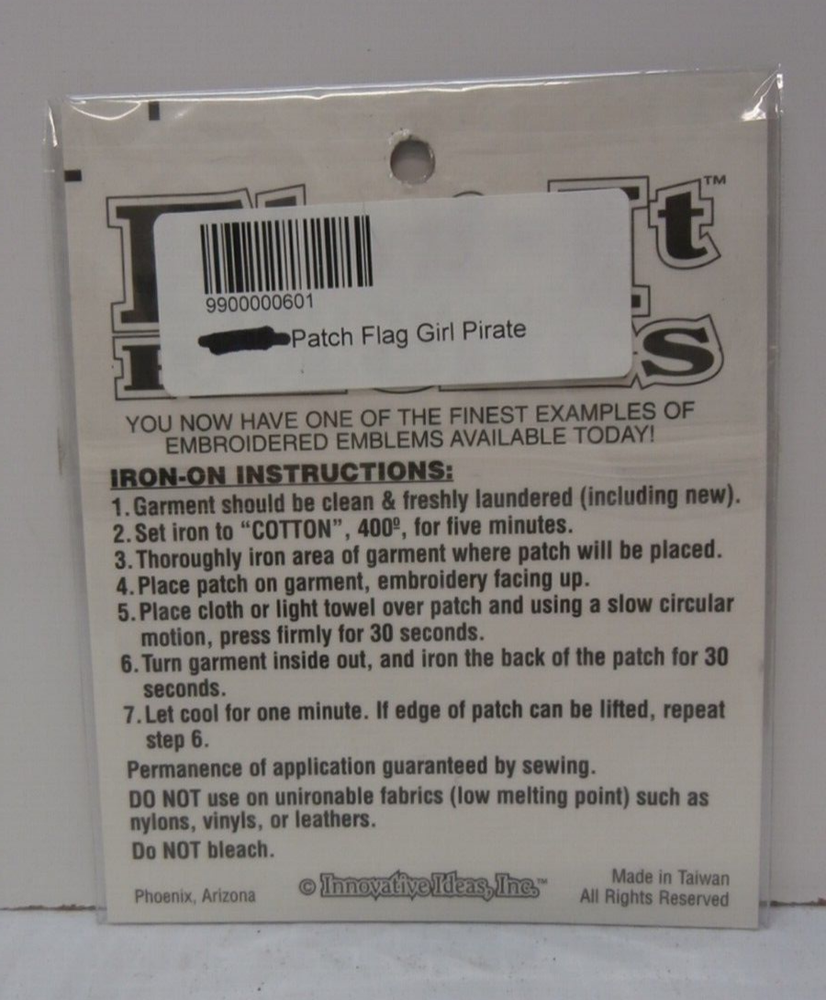 It™
9900000601
Patch Flag Girl Pirate
YOU NOW HAVE ONE OF THE FINEST EXAMPLES OF
EMBROIDERED EMBLEMS AVAILABLE TODAY!
IRON-ON INSTRUCTIONS:
1. Garment should be clean & freshly laundered (including new).
2. Set iron to “COTTON”, 400º, for five minutes.
3. Thoroughly iron area of garment where patch will be placed.
4. Place patch on garment, embroidery facing up.
5. Place cloth or light towel over patch and using a slow circular
motion, press firmly for 30 seconds.
6. Turn garment inside out, and iron the back of the patch for 30
seconds.
7. Let cool for one minute. If edge of patch can be lifted, repeat
step 6.
Permanence of application guaranteed by sewing.
DO NOT use on unironable fabrics (low melting point) such as
nylons, vinyls, or leathers.
Do NOT bleach.
Phoenix, Arizona
© Innovative Ideas, Inc.™
Made in Taiwan
All Rights Reserved